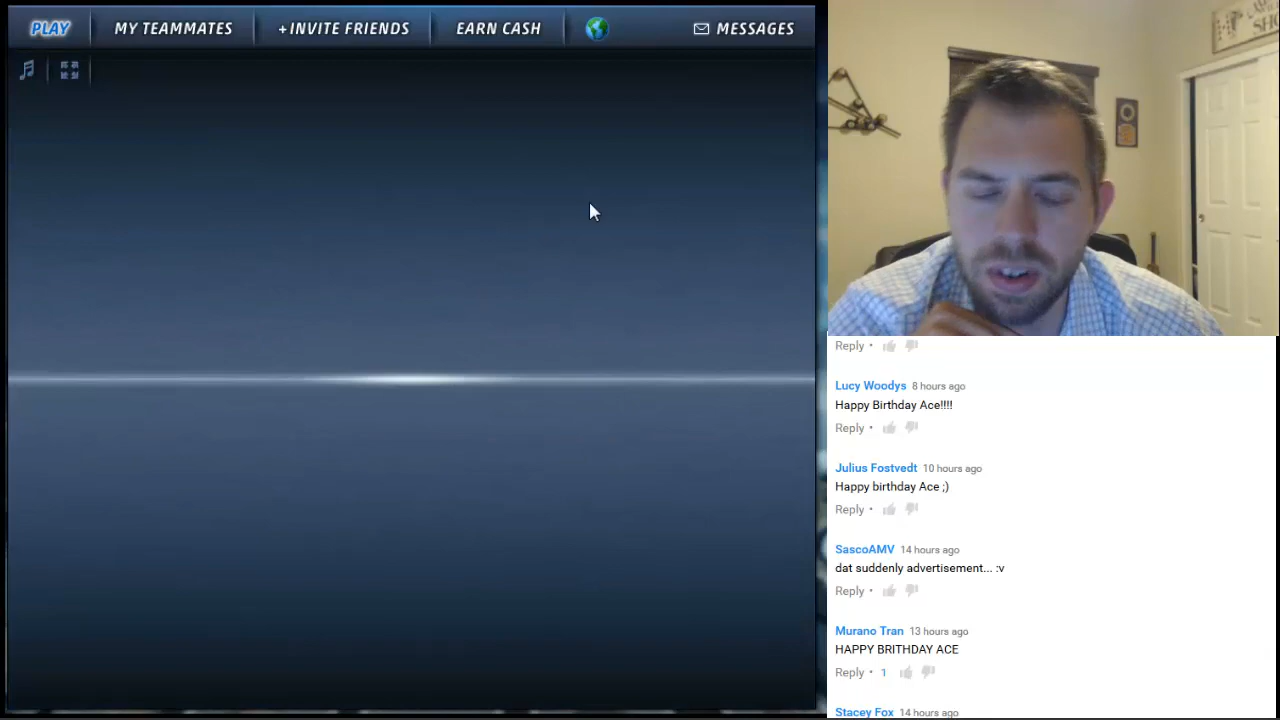 PLAY
MY TEAMMATES
+INVITE FRIENDS
EARN CASH
MESSAGES
Reply •
Lucy Woodys 8 hours ago
Happy Birthday Ace!!!!
Reply •
Julius Fostvedt 10 hours ago
Happy birthday Ace ;)
Reply •
SascoAMV 14 hours ago
dat suddenly advertisement... :v
Reply •
Murano Tran 13 hours ago
HAPPY BRITHDAY ACE
Reply • 1
Stacey Fox 14 hours ago